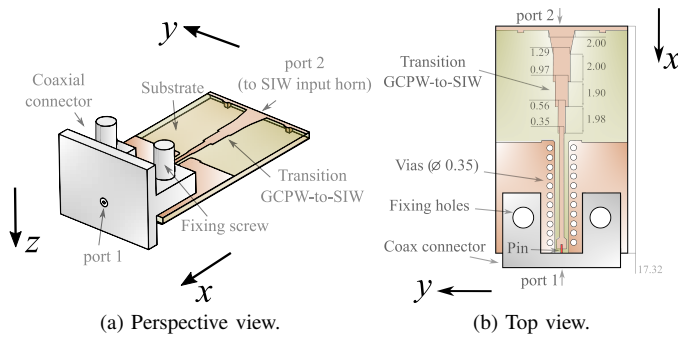 y
Coaxial
connector
Substrate
port 2
(to SIW input horn)
Transition
GCPW-to-SIW
Fixing screw
port 1
z
x
(a) Perspective view.
port 2
x
2.00
1.29
2.00
Transition
GCPW-to-SIW
0.97
1.90
0.56
0.35
1.98
Vias (ø 0.35)
Fixing holes
Coax connector
Pin
17.32
port 1
y
(b) Top view.